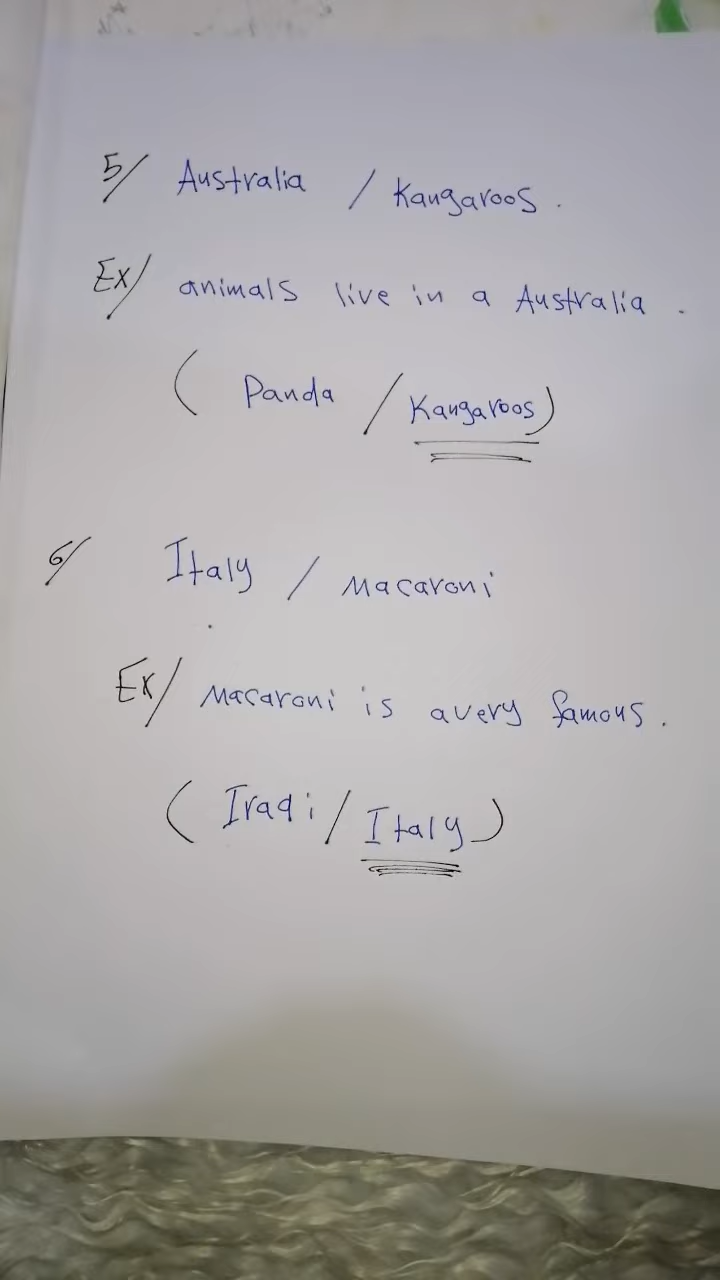 5/ Australia / Kangaroos.
Ex/ animals live in a Australia.
( Panda / Kangaroos)
6/ Italy / Macaroni
Ex/ Macaroni is a very famous.
( Iraqi / Italy )